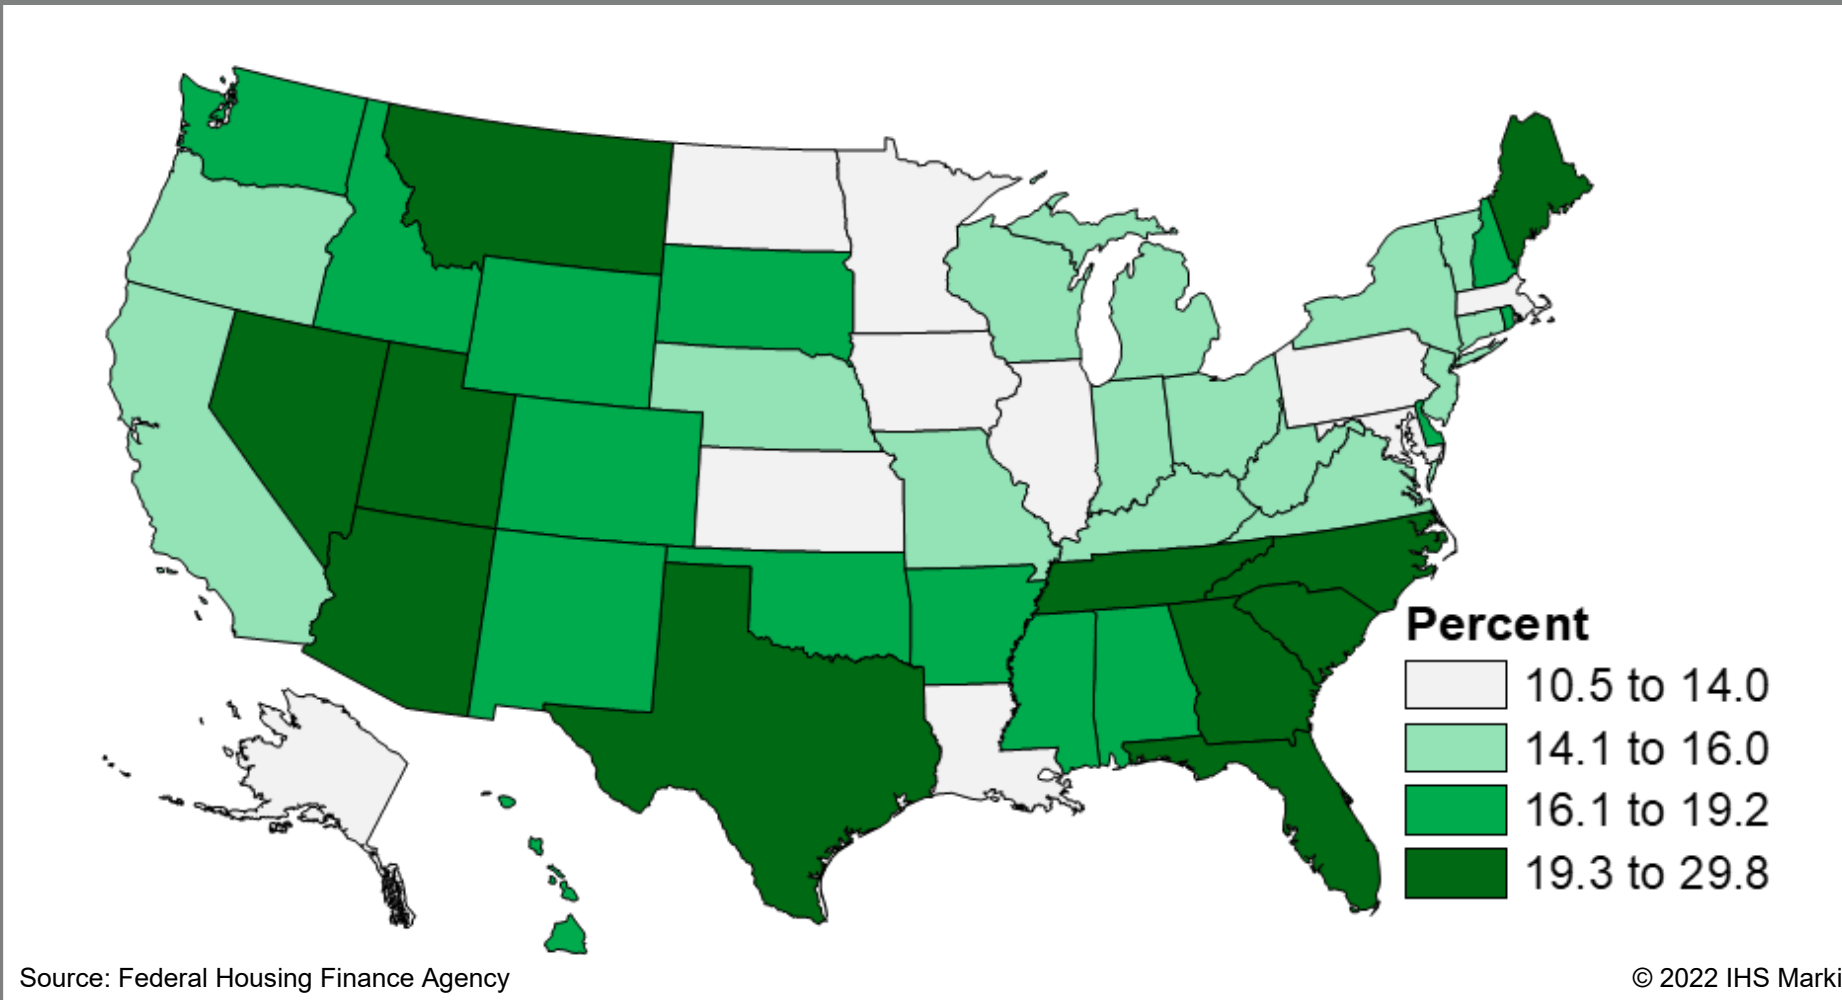 Percent
10.5 to 14.0
14.1 to 16.0
16.1 to 19.2
19.3 to 29.8
Source: Federal Housing Finance Agency
© 2022 IHS Marki